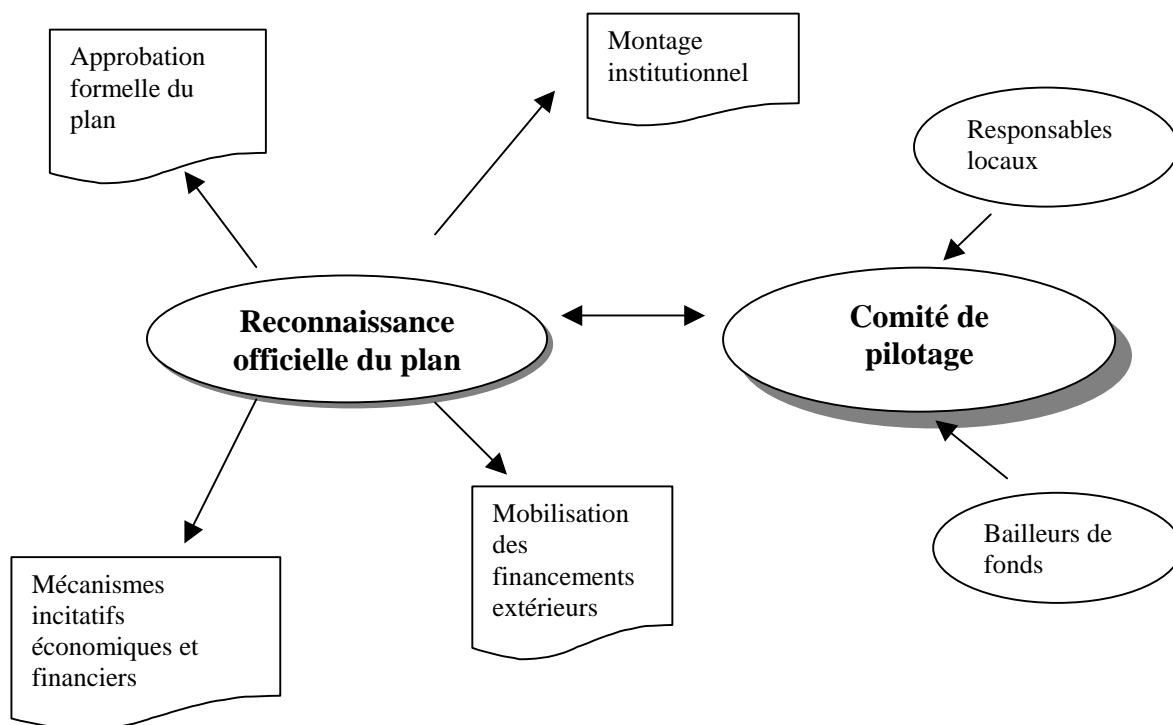 Approbation
formelle du
plan
Montage
institutionnel
Responsables
locaux
Reconnaissance
officielle du plan
Comité de
pilotage
Mobilisation
des
financements
extérieurs
Bailleurs de
fonds
Mécanismes
incitatifs
économiques et
financiers